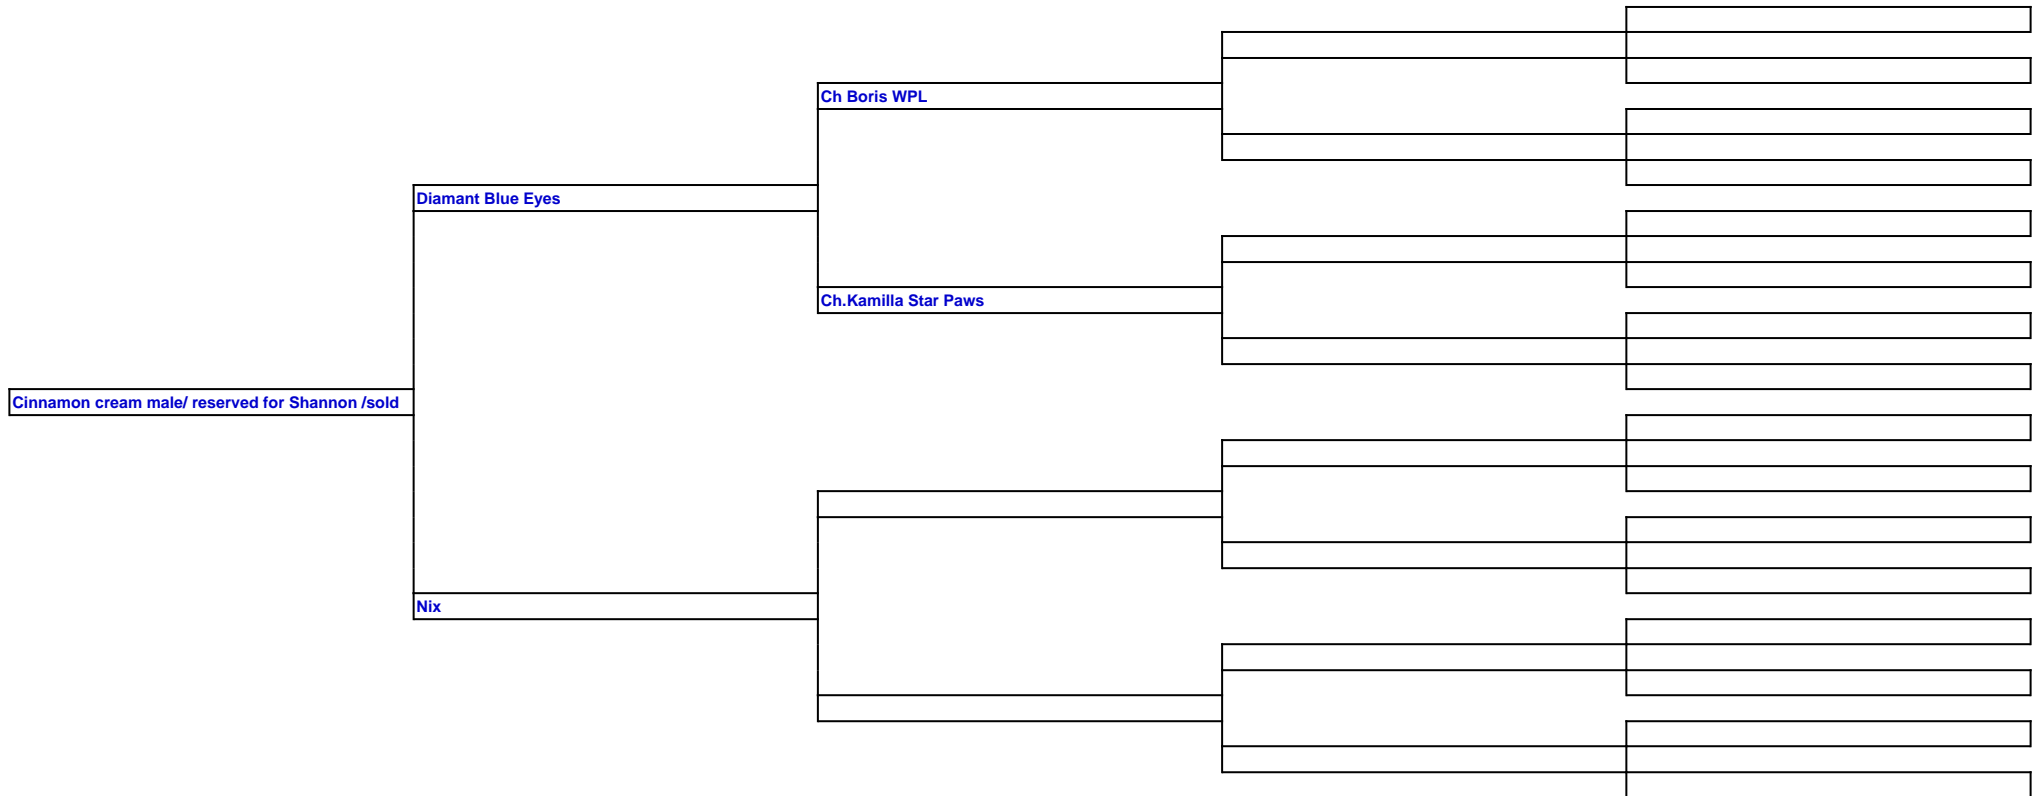 Ch Boris WPL
Diamant Blue Eyes
Ch.Kamilla Star Paws
Cinnamon cream male/ reserved for Shannon /sold
Nix